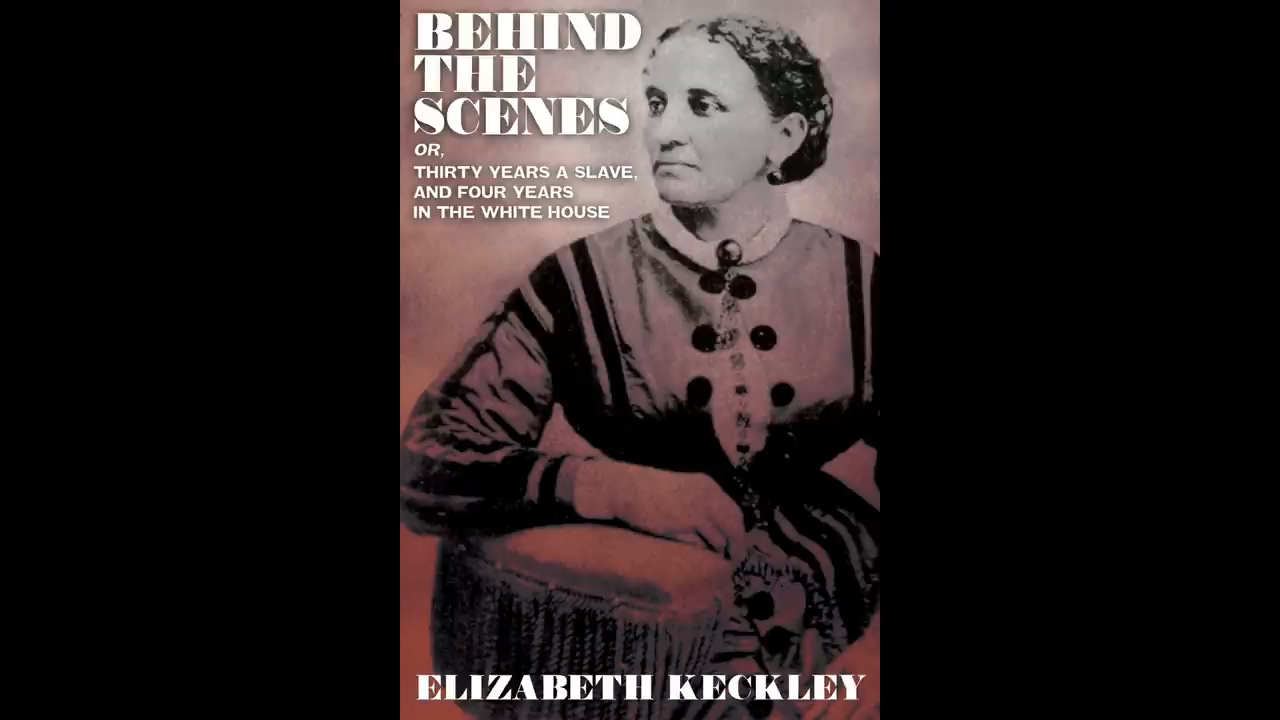 BEHIND
THE
SCENES
OR,
THIRTY YEARS A SLAVE,
AND FOUR YEARS
IN THE WHITE HOUSE
ELIZABETH KECKLEY